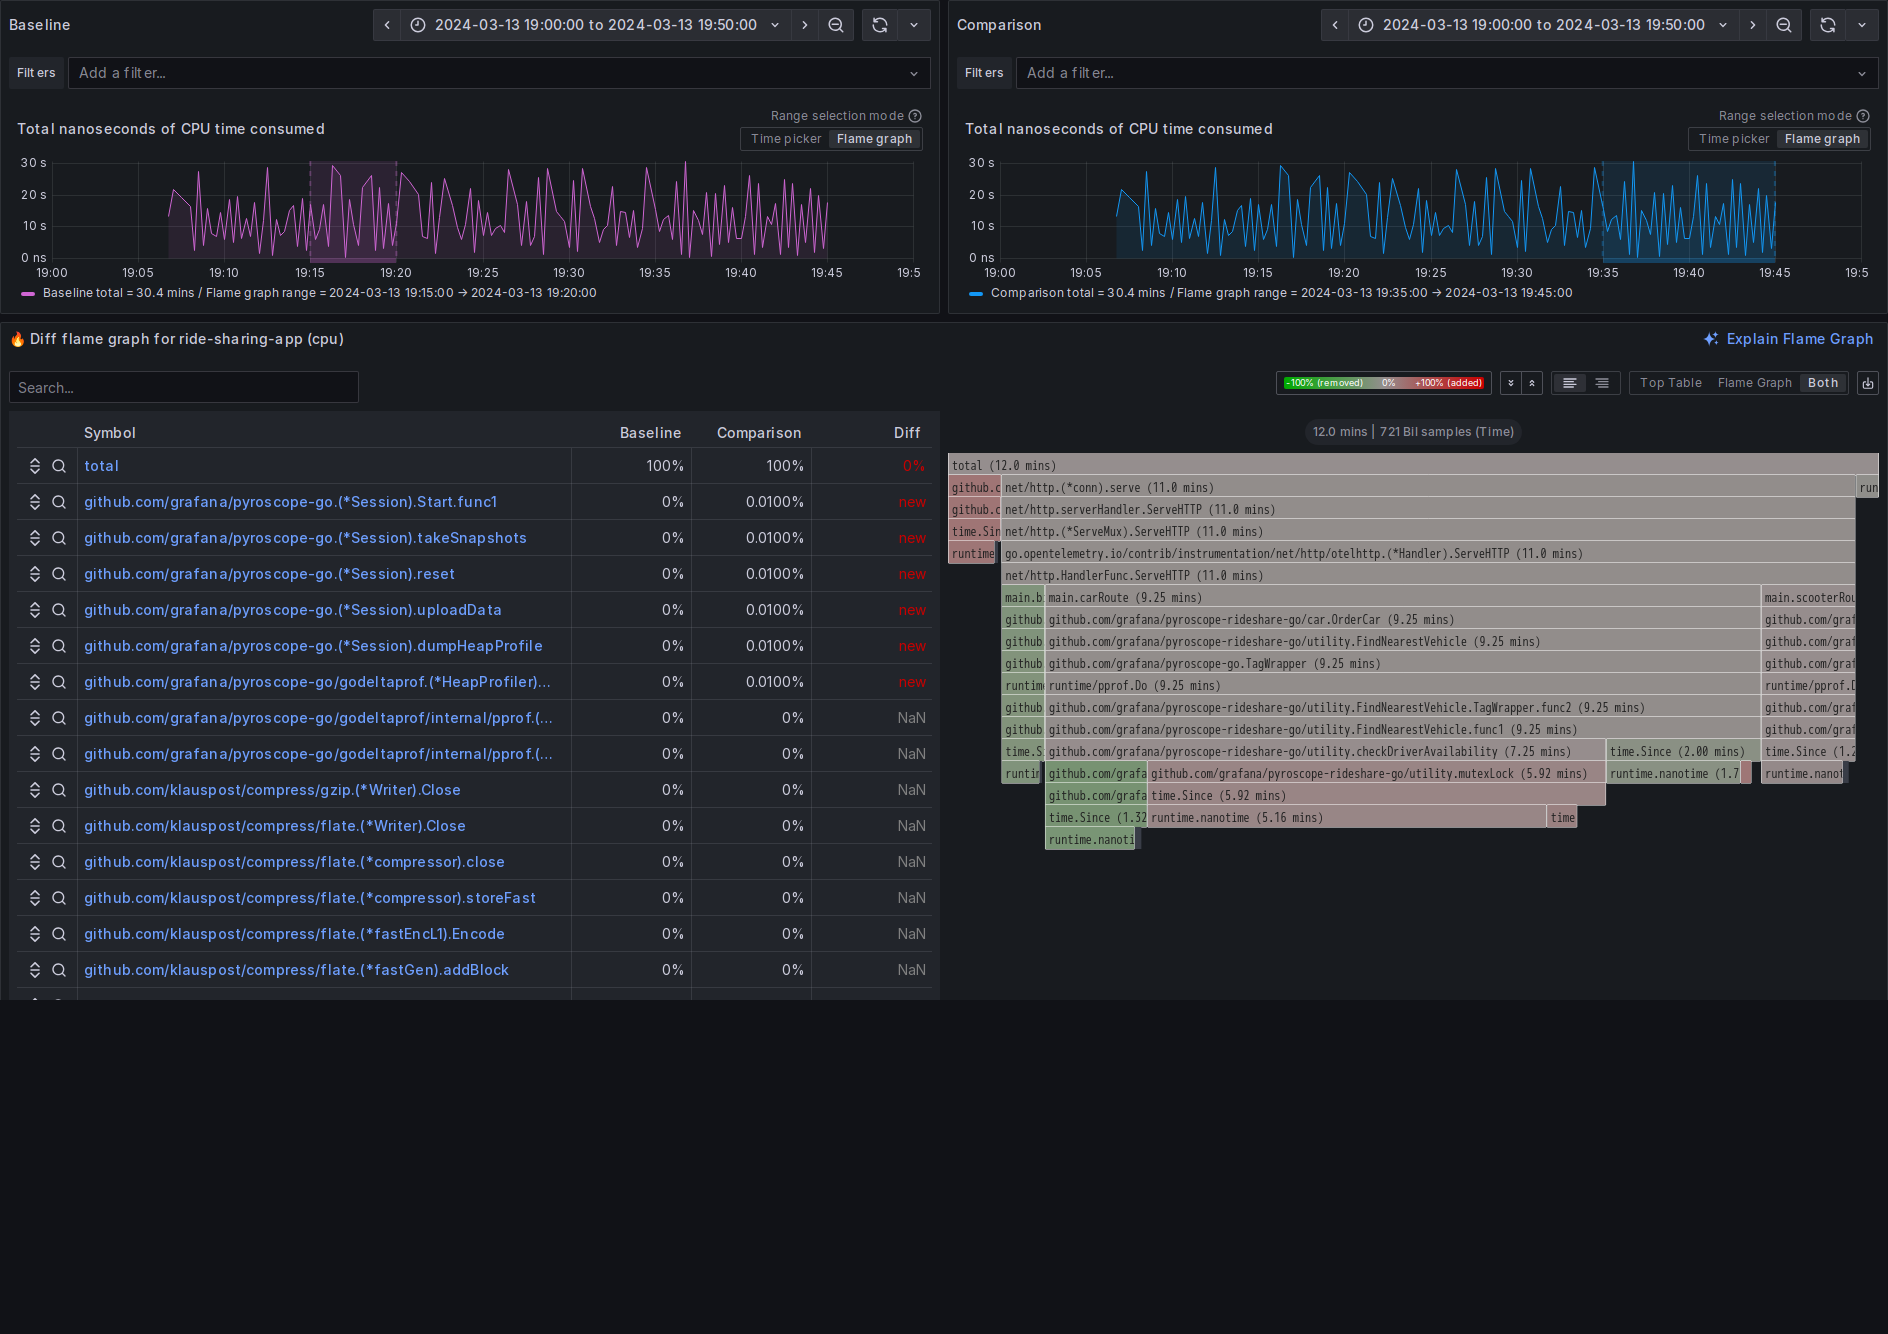 Baseline
2024-03-13 19:00:00 to 2024-03-13 19:50:00
Filters
Add a filter...
Range selection mode
Total nanoseconds of CPU time consumed
Time picker Flame graph
30 s
20 s
10 s
0 ns
19:00 19:05 19:10 19:15 19:20 19:25 19:30 19:35 19:40 19:45 19:5
Baseline total = 30.4 mins / Flame graph range = 2024-03-13 19:15:00 → 2024-03-13 19:20:00
Comparison
2024-03-13 19:00:00 to 2024-03-13 19:50:00
Filters
Add a filter...
Range selection mode
Total nanoseconds of CPU time consumed
Time picker Flame graph
30 s
20 s
10 s
0 ns
19:00 19:05 19:10 19:15 19:20 19:25 19:30 19:35 19:40 19:45 19:5
Comparison total = 30.4 mins / Flame graph range = 2024-03-13 19:35:00 → 2024-03-13 19:45:00
🔥 Diff flame graph for ride-sharing-app (cpu)
Explain Flame Graph
Search...
-100% (removed) 0% +100% (added)
Top Table Flame Graph Both
Symbol Baseline Comparison Diff
total 100% 100% 0%
github.com/grafana/pyroscope-go.(*Session).Start.func1 0% 0.0100% new
github.com/grafana/pyroscope-go.(*Session).takeSnapshots 0% 0.0100% new
github.com/grafana/pyroscope-go.(*Session).reset 0% 0.0100% new
github.com/grafana/pyroscope-go.(*Session).uploadData 0% 0.0100% new
github.com/grafana/pyroscope-go.(*Session).dumpHeapProfile 0% 0.0100% new
github.com/grafana/pyroscope-go/godeltaprof.(*HeapProfiler)... 0% 0.0100% new
github.com/grafana/pyroscope-go/godeltaprof/internal/pprof.(... 0% 0% NaN
github.com/grafana/pyroscope-go/godeltaprof/internal/pprof.(... 0% 0% NaN
github.com/klauspost/compress/gzip.(*Writer).Close 0% 0% NaN
github.com/klauspost/compress/flate.(*Writer).Close 0% 0% NaN
github.com/klauspost/compress/flate.(*compressor).close 0% 0% NaN
github.com/klauspost/compress/flate.(*compressor).storeFast 0% 0% NaN
github.com/klauspost/compress/flate.(*fastEncL1).Encode 0% 0% NaN
github.com/klauspost/compress/flate.(*fastGen).addBlock 0% 0% NaN
12.0 mins | 721 Bil samples (Time)
total (12.0 mins)
github.c net/http.(*conn).serve (11.0 mins) run
github.c net/http.serverHandler.ServeHTTP (11.0 mins)
time.Sin net/http.(*ServeMux).ServeHTTP (11.0 mins)
runtime go.opentelemetry.io/contrib/instrumentation/net/http/otelhttp.(*Handler).ServeHTTP (11.0 mins)
net/http.HandlerFunc.ServeHTTP (11.0 mins)
main.b main.carRoute (9.25 mins) main.scooterRou
github github.com/grafana/pyroscope-rideshare-go/car.OrderCar (9.25 mins) github.com/graf
github github.com/grafana/pyroscope-rideshare-go/utility.FindNearestVehicle (9.25 mins) github.com/graf
github github.com/grafana/pyroscope-go.TagWrapper (9.25 mins) github.com/graf
runtime runtime/pprof.Do (9.25 mins) runtime/pprof.D
github github.com/grafana/pyroscope-rideshare-go/utility.FindNearestVehicle.TagWrapper.func2 (9.25 mins) github.com/graf
github github.com/grafana/pyroscope-rideshare-go/utility.FindNearestVehicle.func1 (9.25 mins) github.com/graf
time.S github.com/grafana/pyroscope-rideshare-go/utility.checkDriverAvailability (7.25 mins) time.Since (2.00 mins) time.Since (1.2
runtin github.com/grafa github.com/grafana/pyroscope-rideshare-go/utility.mutexLock (5.92 mins) runtime.nanotime (1.7 runtime.nanot
github.com/grafa time.Since (5.92 mins)
time.Since (1.32 runtime.nanotime (5.16 mins) time
runtime.nanoti